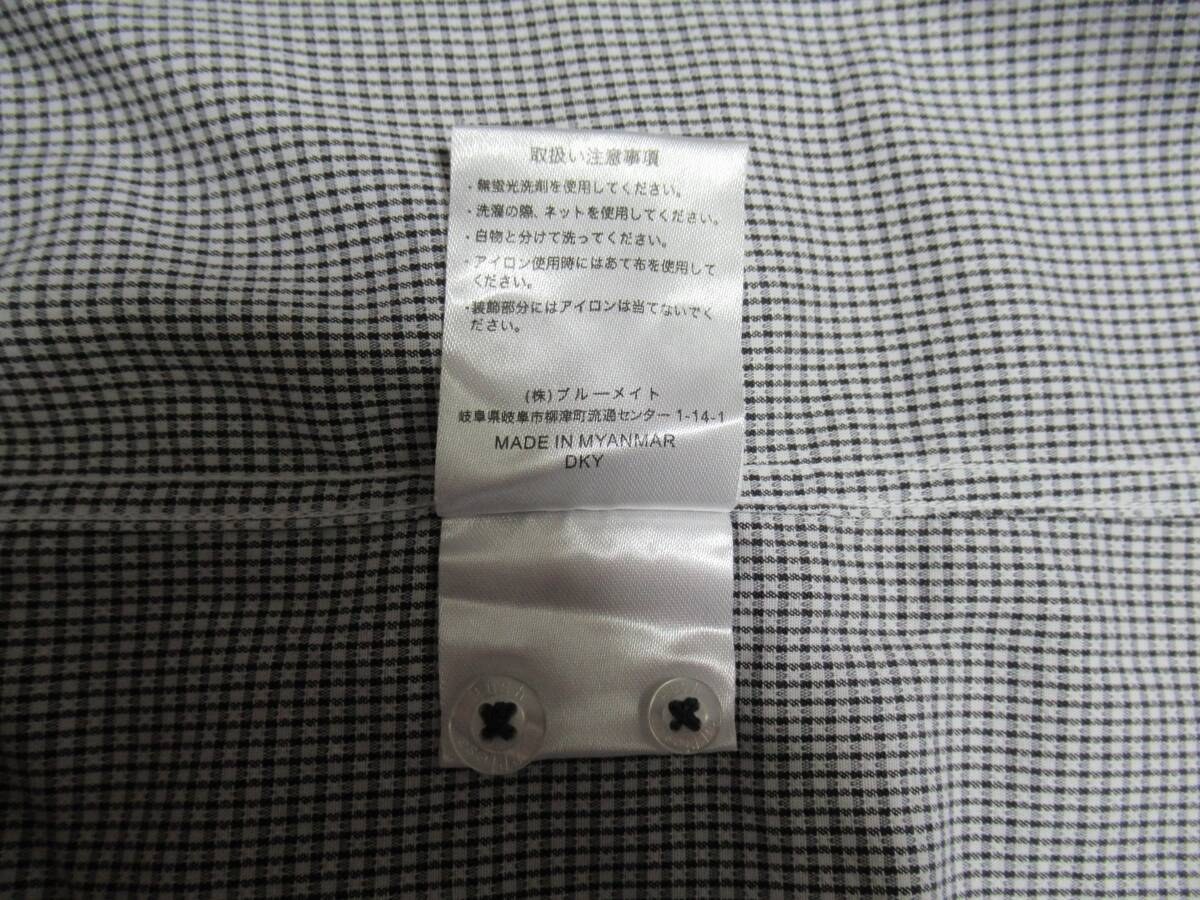 取扱い注意事項
・無蛍光洗剤を使用してください。
・洗濯の際、ネットを使用してください。
・白物と分けて洗ってください。
・アイロン使用時にはあて布を使用して
ください。
・装飾部分にはアイロンは当てないでく
ださい。
(株)ブルーメイト
岐阜県岐阜市柳津町流通センター 1-14-1
MADE IN MYANMAR
DKY